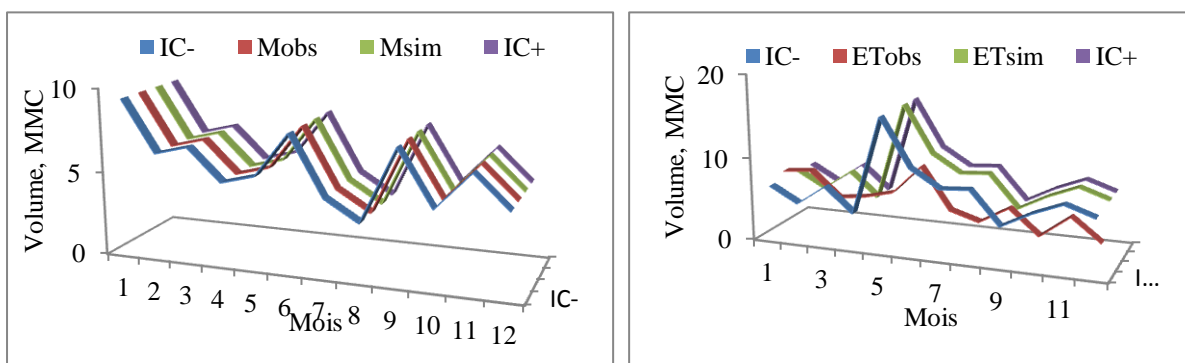 IC- Mobs Msim IC+
10
5
0
Volume, MMC
1 2 3 4 5 6 7 8 9 10 11 12
Mois
IC-
IC- ETobs ETsim IC+
20
10
0
Volume, MMC
1 3 5 7 9 11
Mois
I...